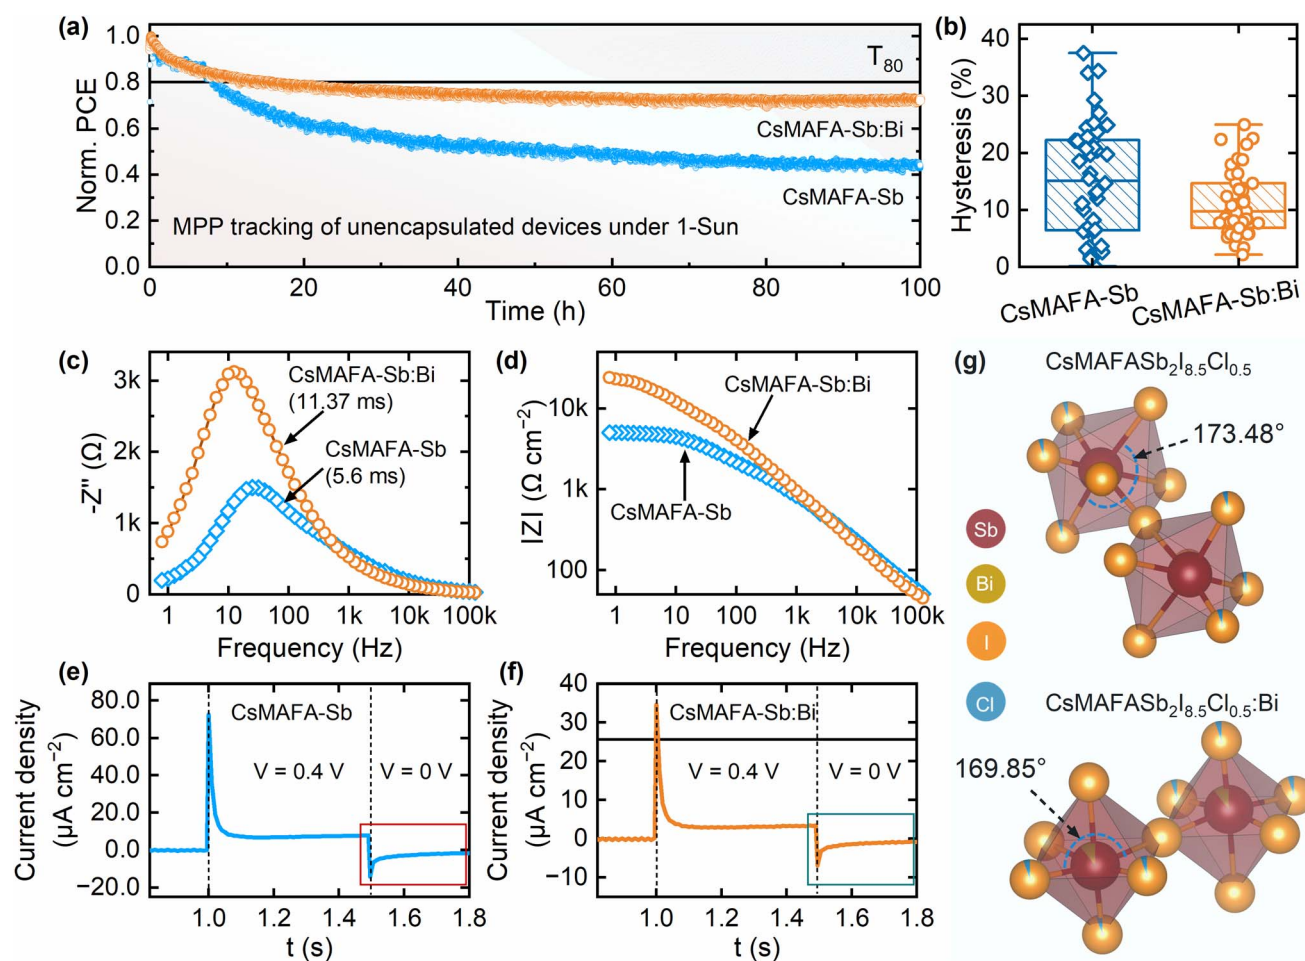 (a)
1.0
0.8
0.6
0.4
0.2
0.0
Norm. PCE
T₈₀
CsMAFA-Sb:Bi
CsMAFA-Sb
MPP tracking of unencapsulated devices under 1-Sun
0 20 40 60 80 100
Time (h)
(b)
40
30
20
10
0
Hysteresis (%)
CsMAFA-Sb
CsMAFA-Sb:Bi
(c)
3k
2k
1k
1k
0
-Z'' (Ω)
CsMAFA-Sb:Bi
(11.37 ms)
CsMAFA-Sb
(5.6 ms)
1 10 100 1k 10k 100k
Frequency (Hz)
(d)
10k
1k
100
|Z| (Ω cm⁻²)
CsMAFA-Sb:Bi
CsMAFA-Sb
1 10 100 1k 10k 100k
Frequency (Hz)
(e)
80.0
60.0
40.0
20.0
0.0
−20.0
Current density
(µA cm⁻²)
CsMAFA-Sb
V = 0.4 V
V = 0 V
1.0 1.2 1.4 1.6 1.8
t (s)
(f)
40
30
20
10
0
−10
Current density
(µA cm⁻²)
CsMAFA-Sb:Bi
V = 0.4 V
V = 0 V
1.0 1.2 1.4 1.6 1.8
t (s)
(g)
CsMAFASb₂I₈.₅Cl₀.₅
173.48°
Sb
Bi
I
Cl
CsMAFASb₂I₈.₅Cl₀.₅:Bi
169.85°